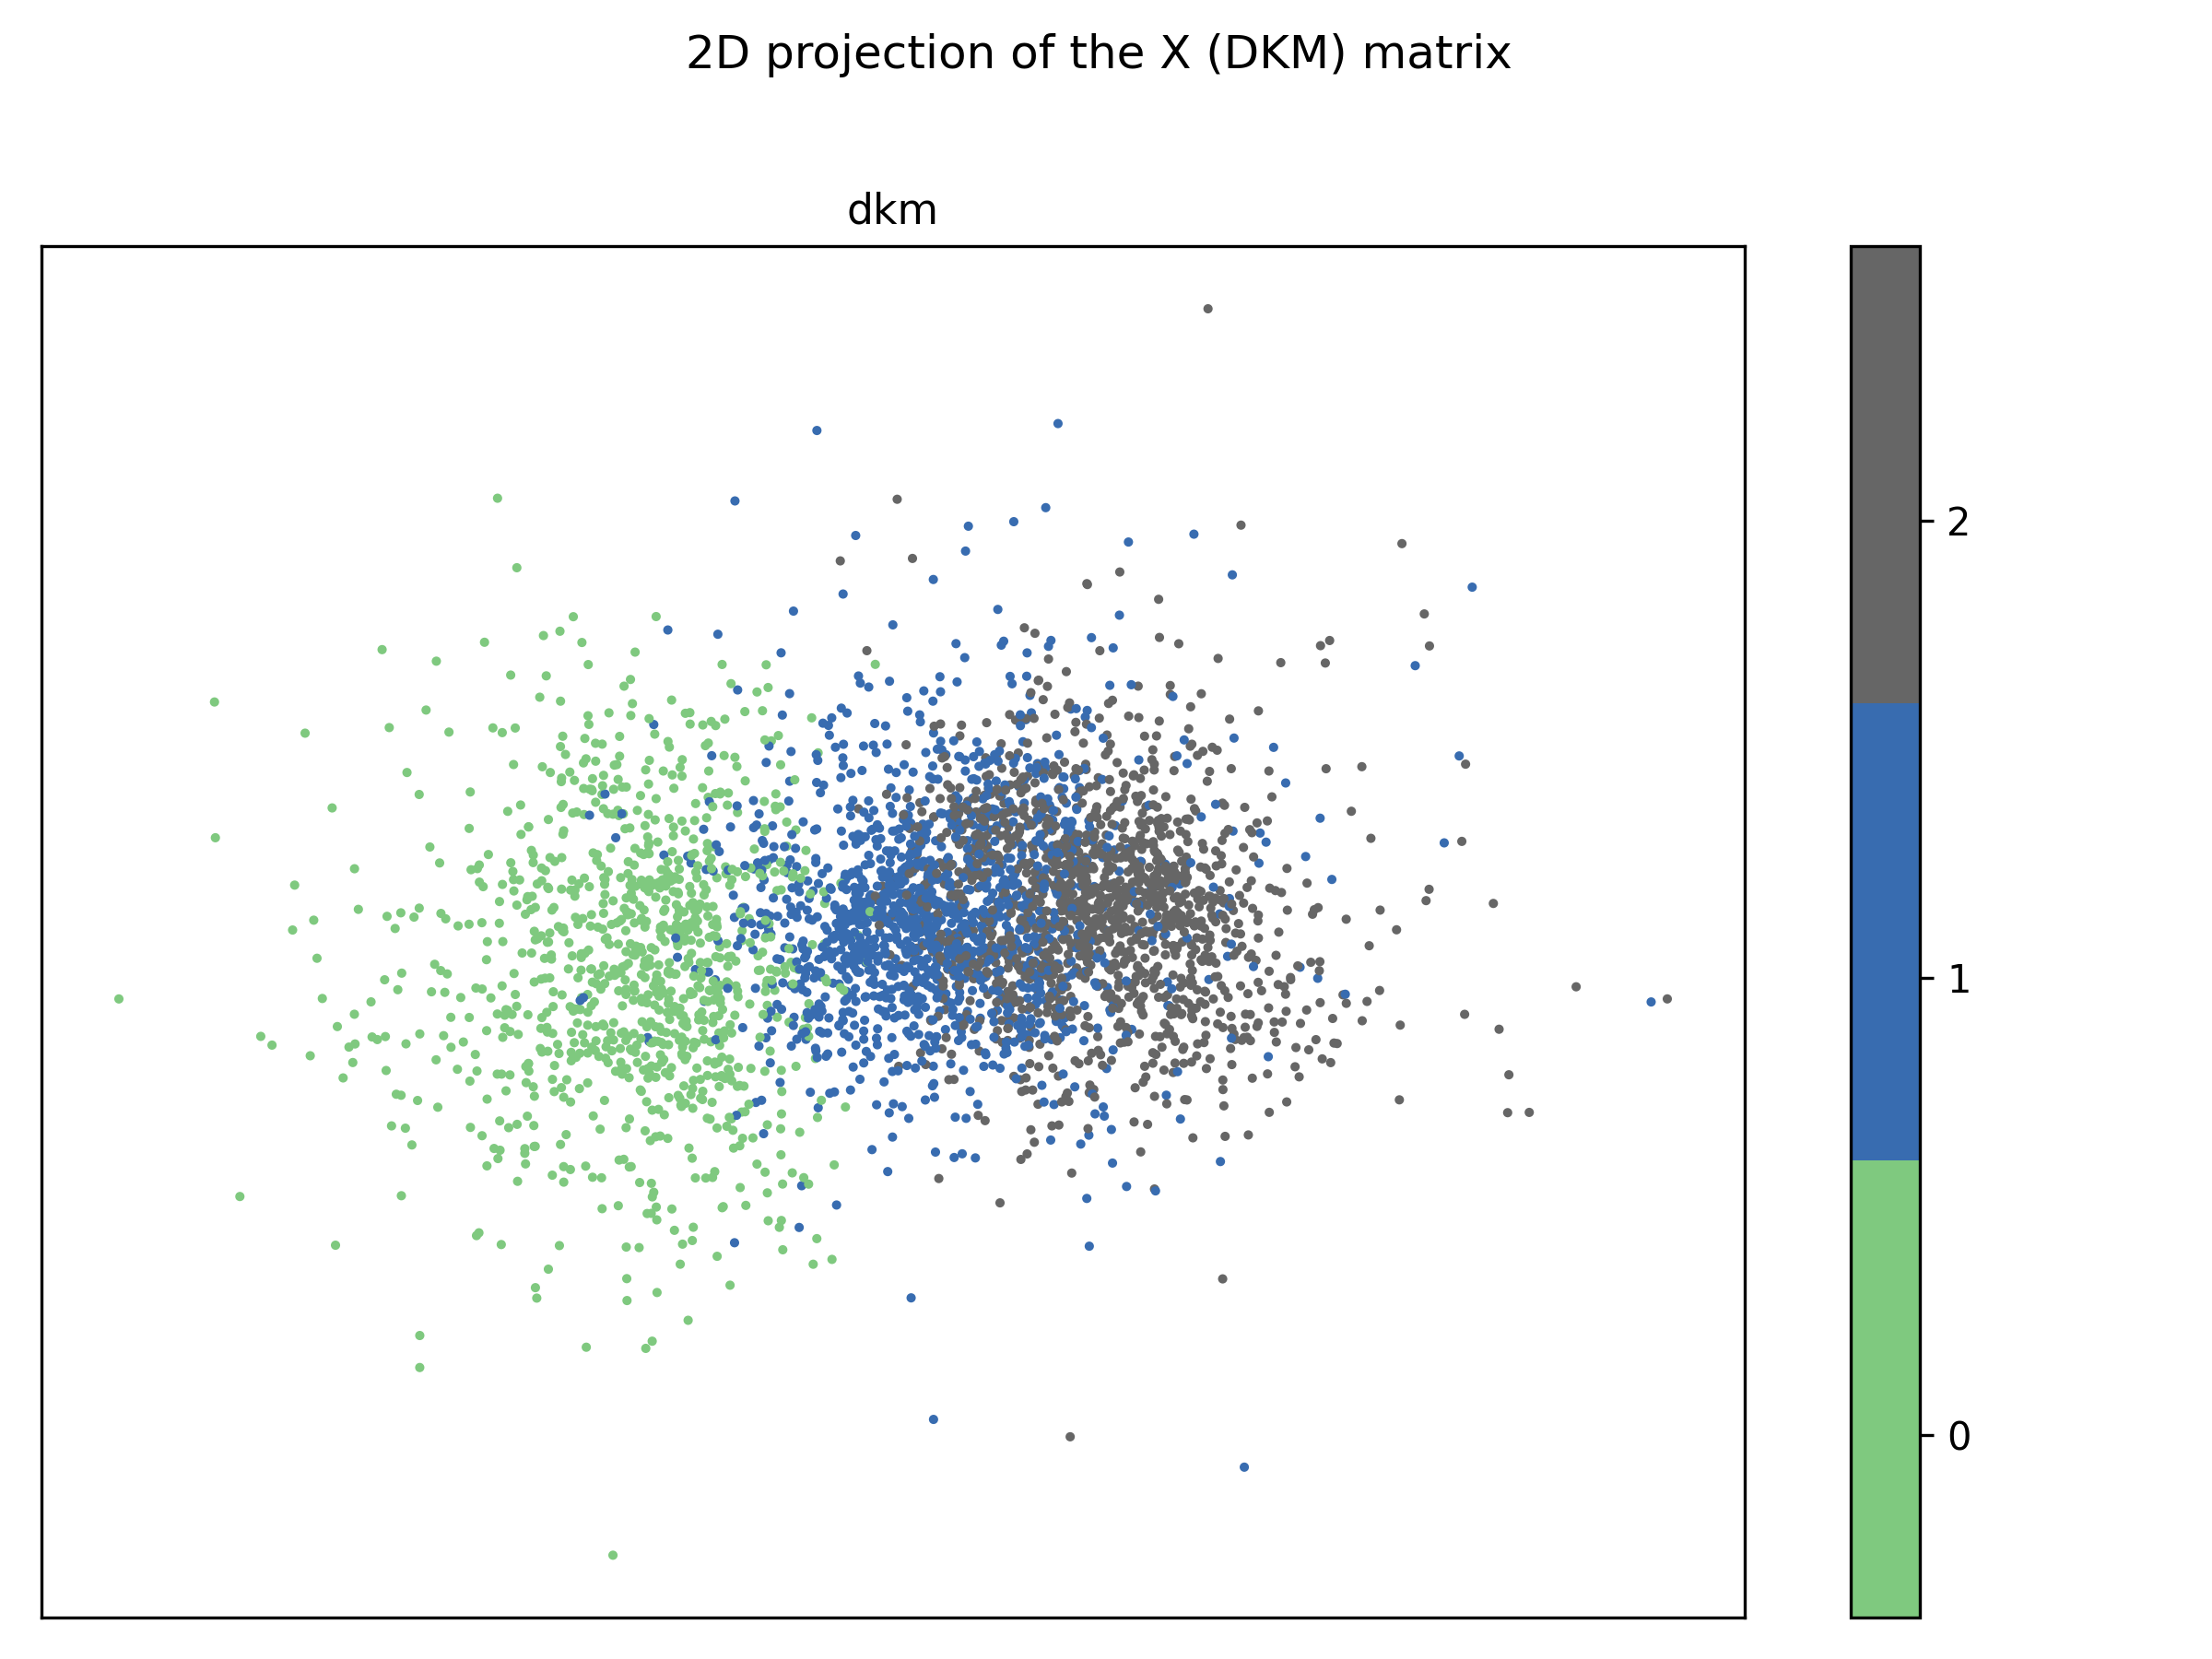 2D projection of the X (DKM) matrix
dkm
2
1
0